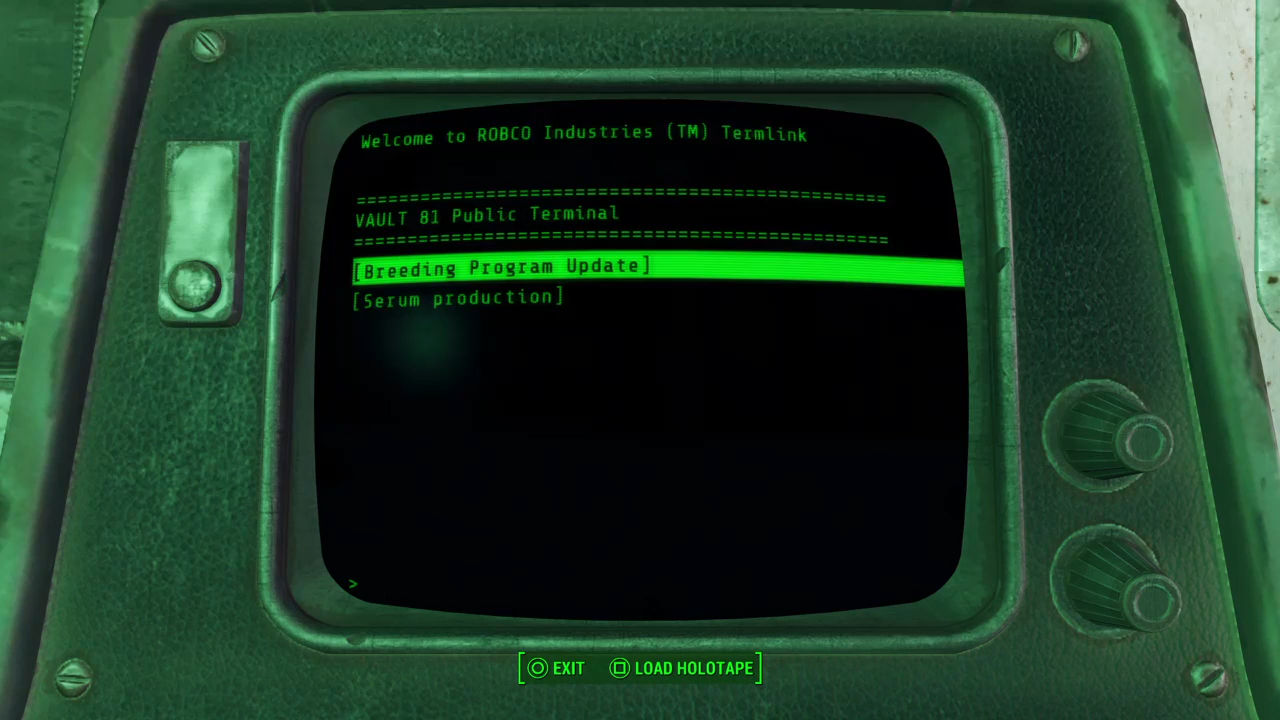 Welcome to ROBCO Industries (TM) Termlink
==================================================
VAULT 81 Public Terminal
==================================================
[Breeding Program Update]
[Serum production]
>
EXIT LOAD HOLOTAPE